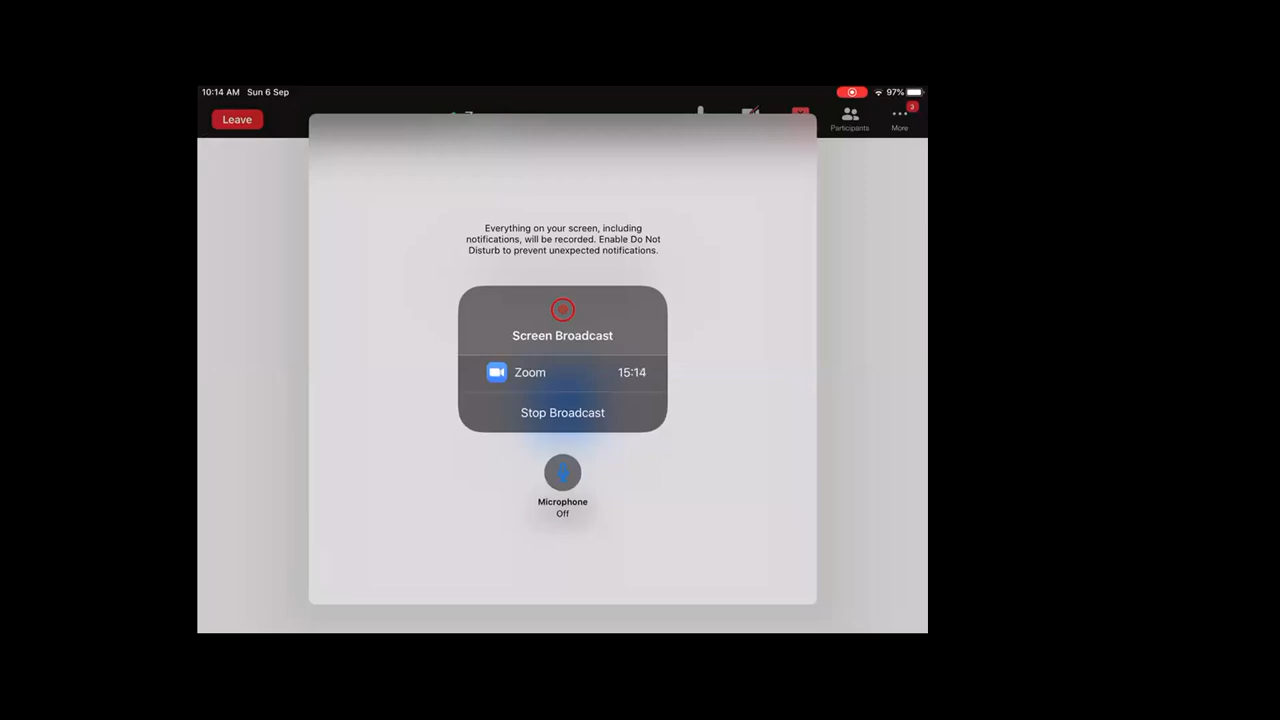 10:14 AM Sun 6 Sep
97%
Leave
3
Participants
More
Everything on your screen, including
notifications, will be recorded. Enable Do Not
Disturb to prevent unexpected notifications.
Screen Broadcast
Zoom 15:14
Stop Broadcast
Microphone
Off